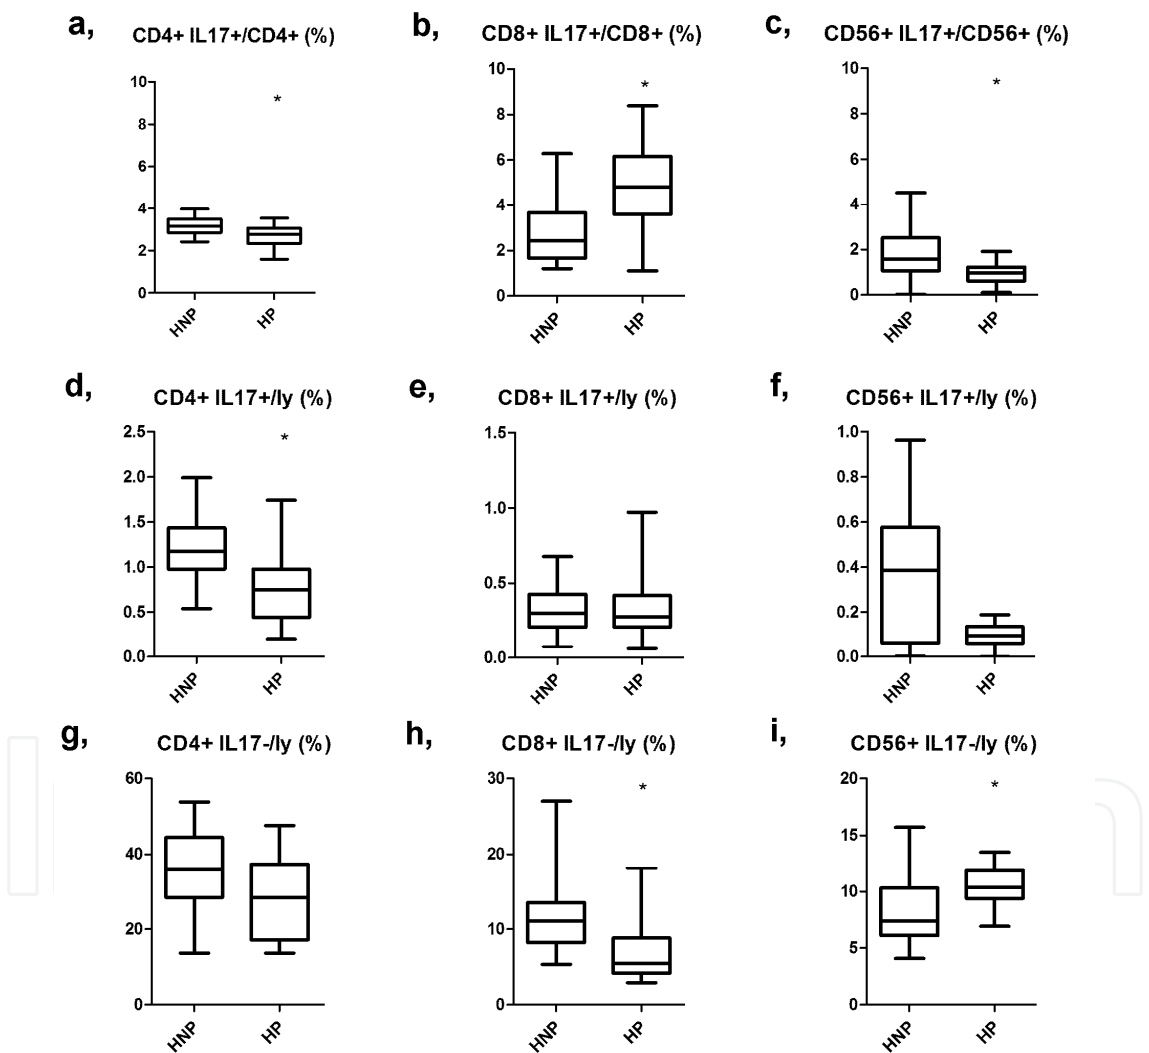 a,
CD4+ IL17+/CD4+ (%)
10
8
6
4
2
0
*
HNP
HP
b,
CD8+ IL17+/CD8+ (%)
10
8
6
4
2
0
*
HNP
HP
c,
CD56+ IL17+/CD56+ (%)
10
8
6
4
2
0
*
HNP
HP
d,
CD4+ IL17+/ly (%)
2.5
2.0
1.5
1.0
0.5
0.0
*
HNP
HP
e,
CD8+ IL17+/ly (%)
1.5
1.0
0.5
0.0
HNP
HP
f,
CD56+ IL17+/ly (%)
1.0
0.8
0.6
0.4
0.2
0.0
HNP
HP
g,
CD4+ IL17-/ly (%)
60
40
20
0
HNP
HP
h,
CD8+ IL17-/ly (%)
30
20
10
0
*
HNP
HP
i,
CD56+ IL17-/ly (%)
20
15
10
5
0
*
HNP
HP